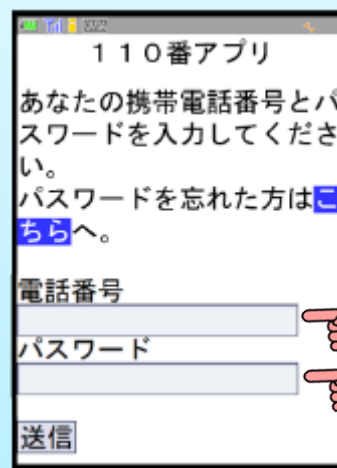 110番アプリ
あなたの携帯電話番号とパ
スワードを入力してくださ
い。
パスワードを忘れた方はこ
ちらへ。
電話番号
パスワード
送信